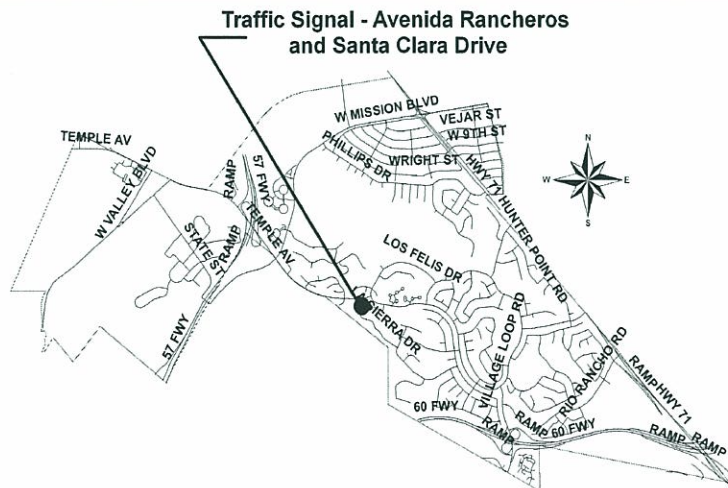 Traffic Signal - Avenida Rancheros
and Santa Clara Drive
W MISSION BLVD
VEJAR ST
W 9TH ST
TEMPLE AV
PHILLIPS DR
WRIGHT ST
W VALLEY BLVD
RAMP
57 FWY
HWY 71
HUNTER POINT RD
N
W
E
S
STATE ST
RAMP
TEMPLE AV
LOS FELIS DR
SIERRA DR
VILLAGE LOOP RD
57 FWY
RIO RANCHO RD
RAMP
HWY 71
60 FWY
RAMP
RAMP
60 FWY
RAMP
RAMP